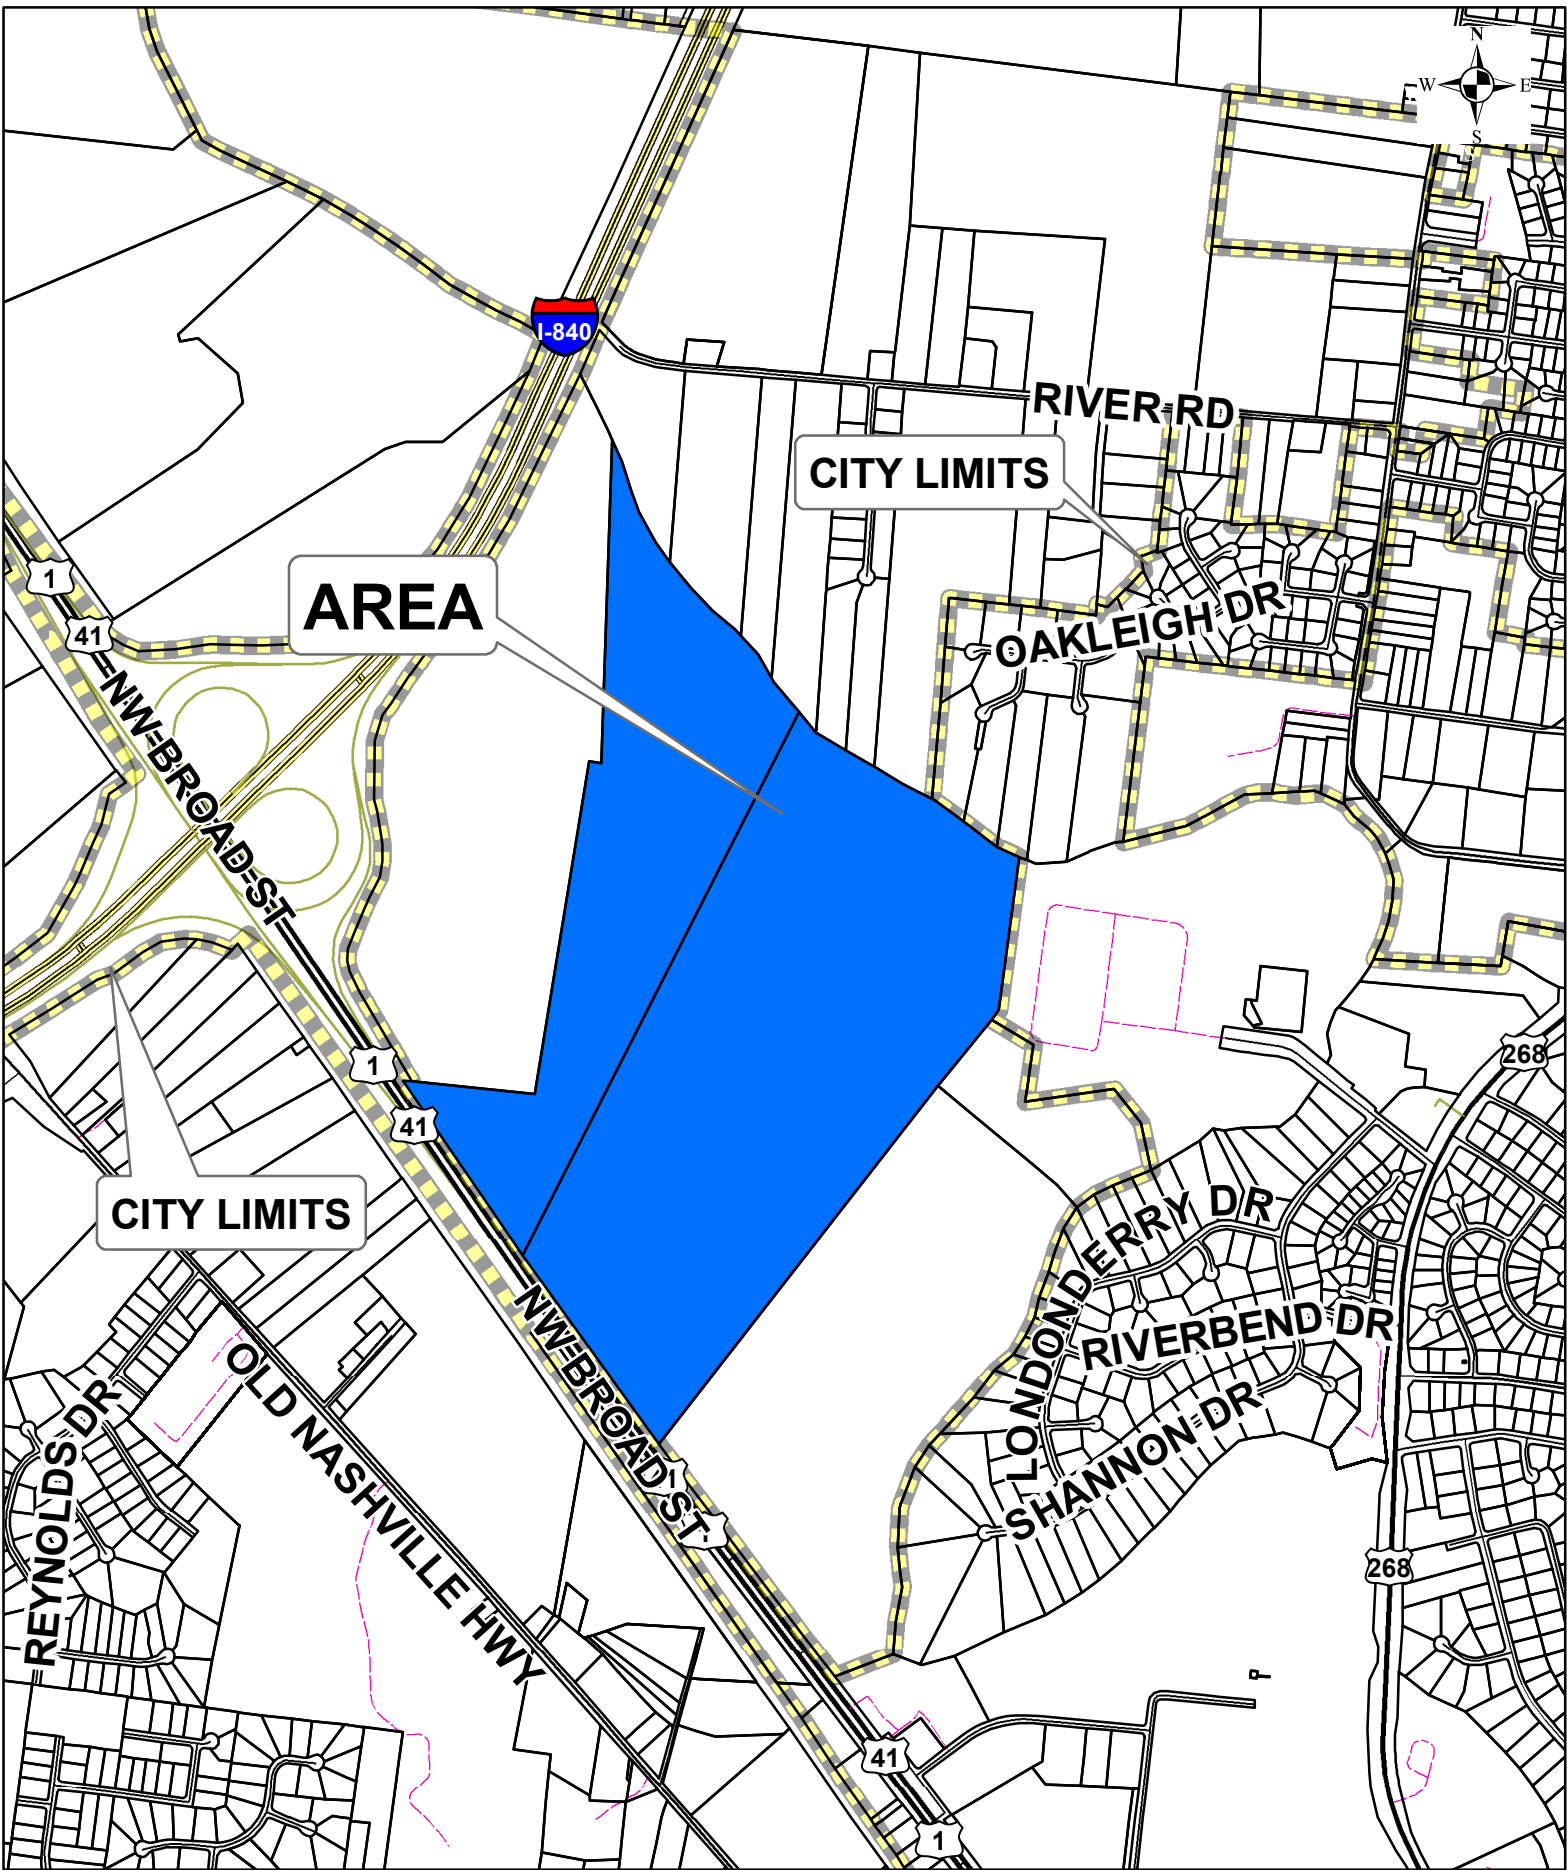 N
W E
S
I-840
RIVER RD
CITY LIMITS
1
AREA
41
OAKLEIGH DR
NW BROAD ST
268
1
41
CITY LIMITS
LONDONDERRY DR
RIVERBEND DR
NW BROAD ST
OLD NASHVILLE HWY
REYNOLDS DR
SHANNON DR
268
41
1